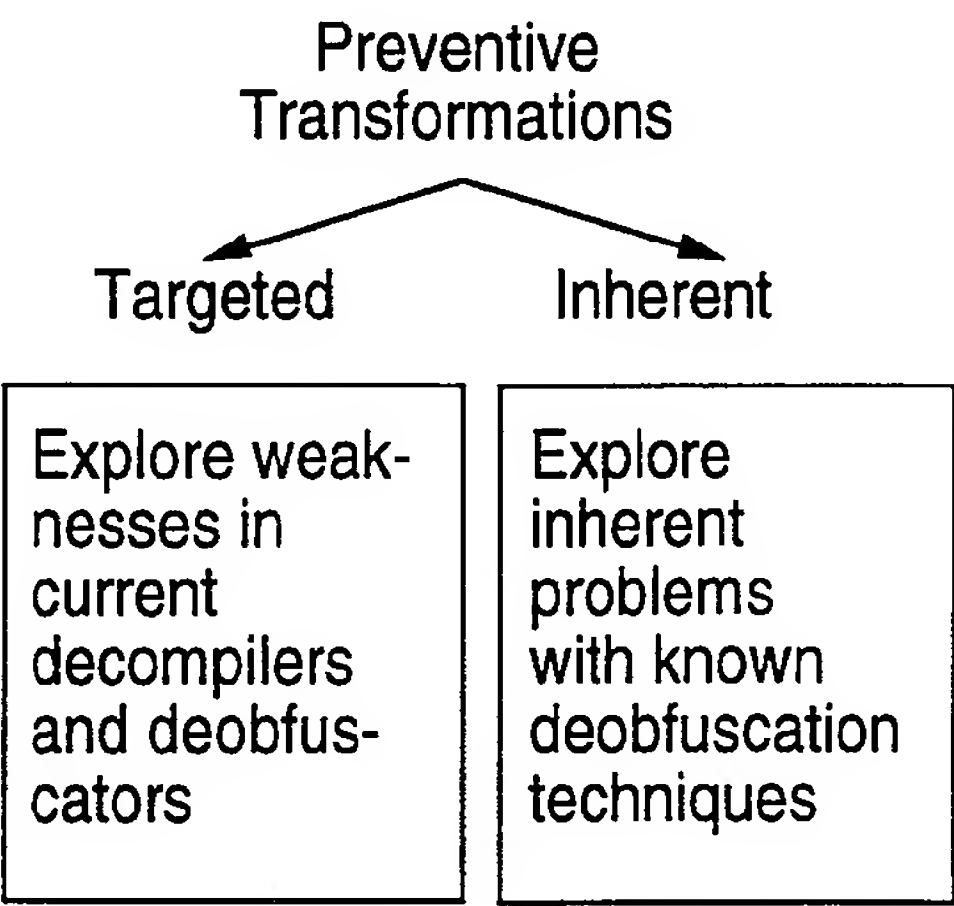 Preventive
Transformations
Targeted
Inherent
Explore weak-
nesses in
current
decompilers
and deobfus-
cators
Explore
inherent
problems
with known
deobfuscation
techniques